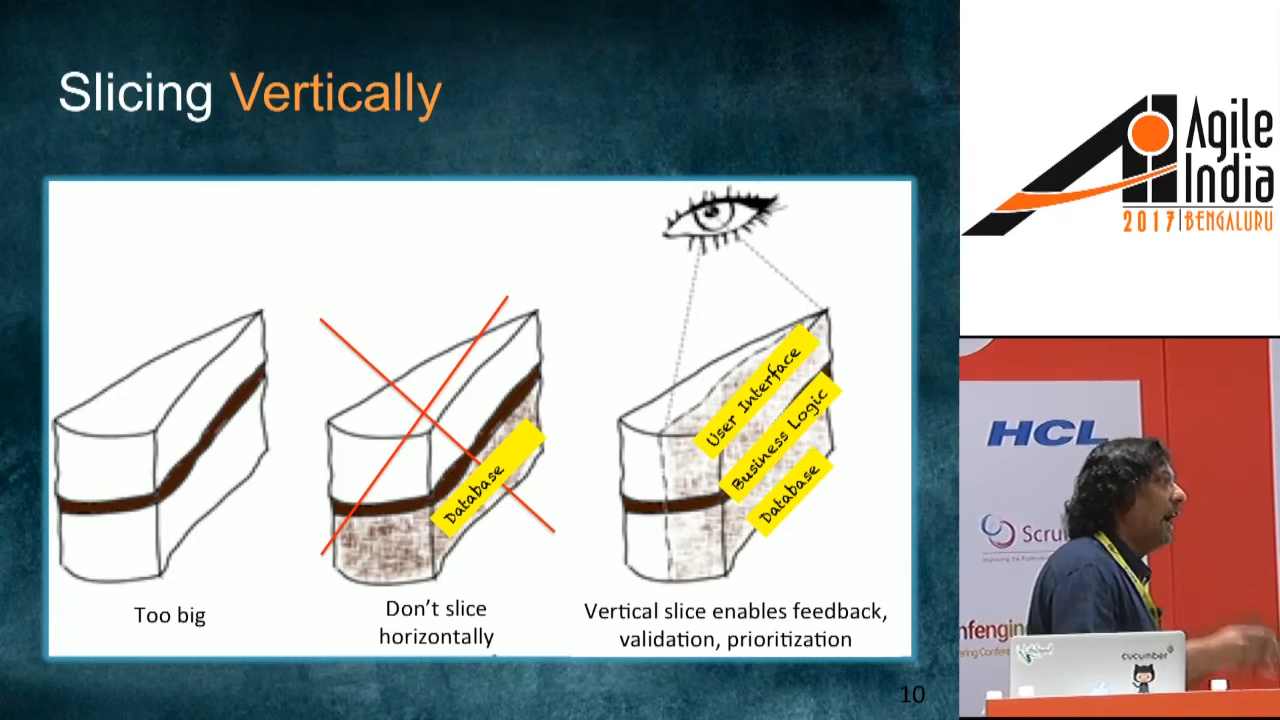 Slicing Vertically
User Interface
Business Logic
Database
Database
Too big
Don't slice
horizontally
Vertical slice enables feedback,
validation, prioritization
10
Agile
India
2017 | BENGALURU
HCL
cucumber